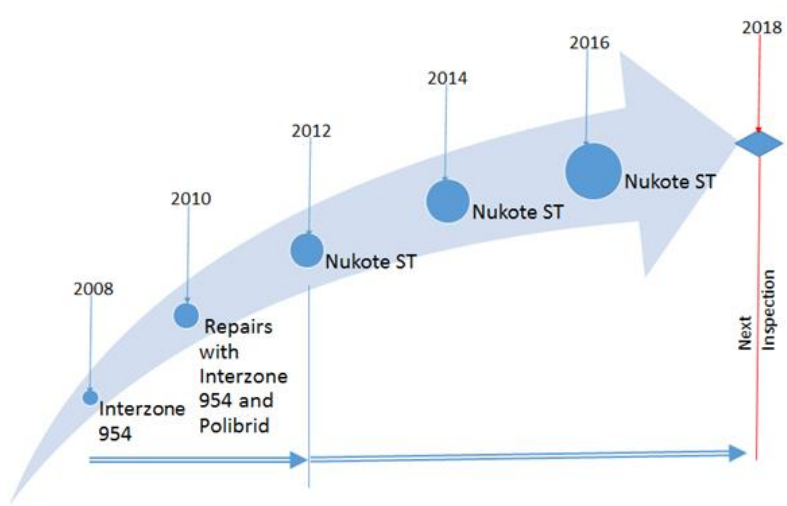 2018
2016
2014
2012
2010
2008
Nukote ST
Nukote ST
Nukote ST
Repairs
with
Interzone
954 and
Polibrid
Interzone
954
Next
Inspection